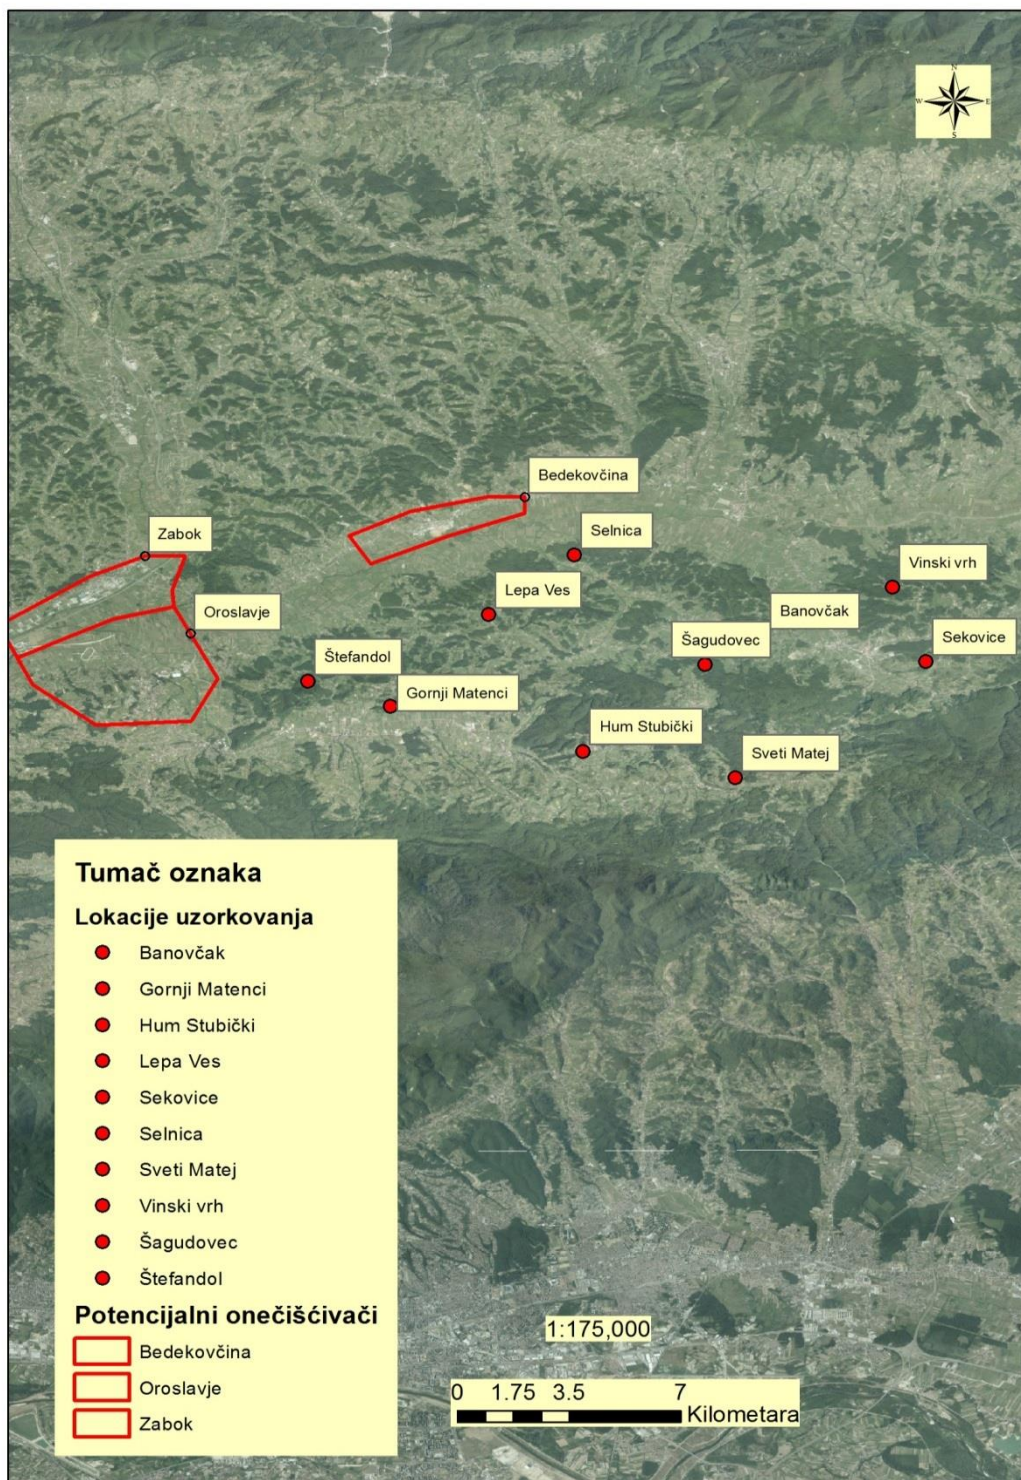 N
W E
S
Bedekovčina
Zabok
Selnica
Vinski vrh
Lepa Ves
Oroslavje
Banovčak
Šagudovec
Sekovice
Štefandol
Gornji Matenci
Hum Stubički
Sveti Matej
Tumač oznaka
Lokacije uzorkovanja
Banovčak
Gornji Matenci
Hum Stubički
Lepa Ves
Sekovice
Selnica
Sveti Matej
Vinski vrh
Šagudovec
Štefandol
Potencijalni onečišćivači
Bedekovčina
Oroslavje
Zabok
1:175,000
0 1.75 3.5 7
Kilometara